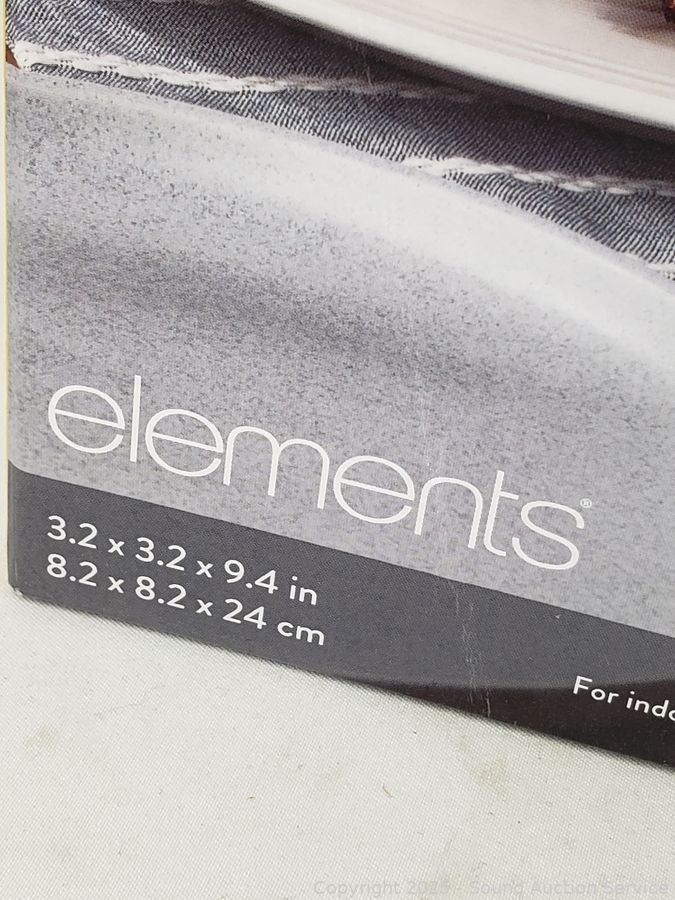 elements®
3.2 x 3.2 x 9.4 in
8.2 x 8.2 x 24 cm
For indo
Copyright 2025 - Sound Auction Service